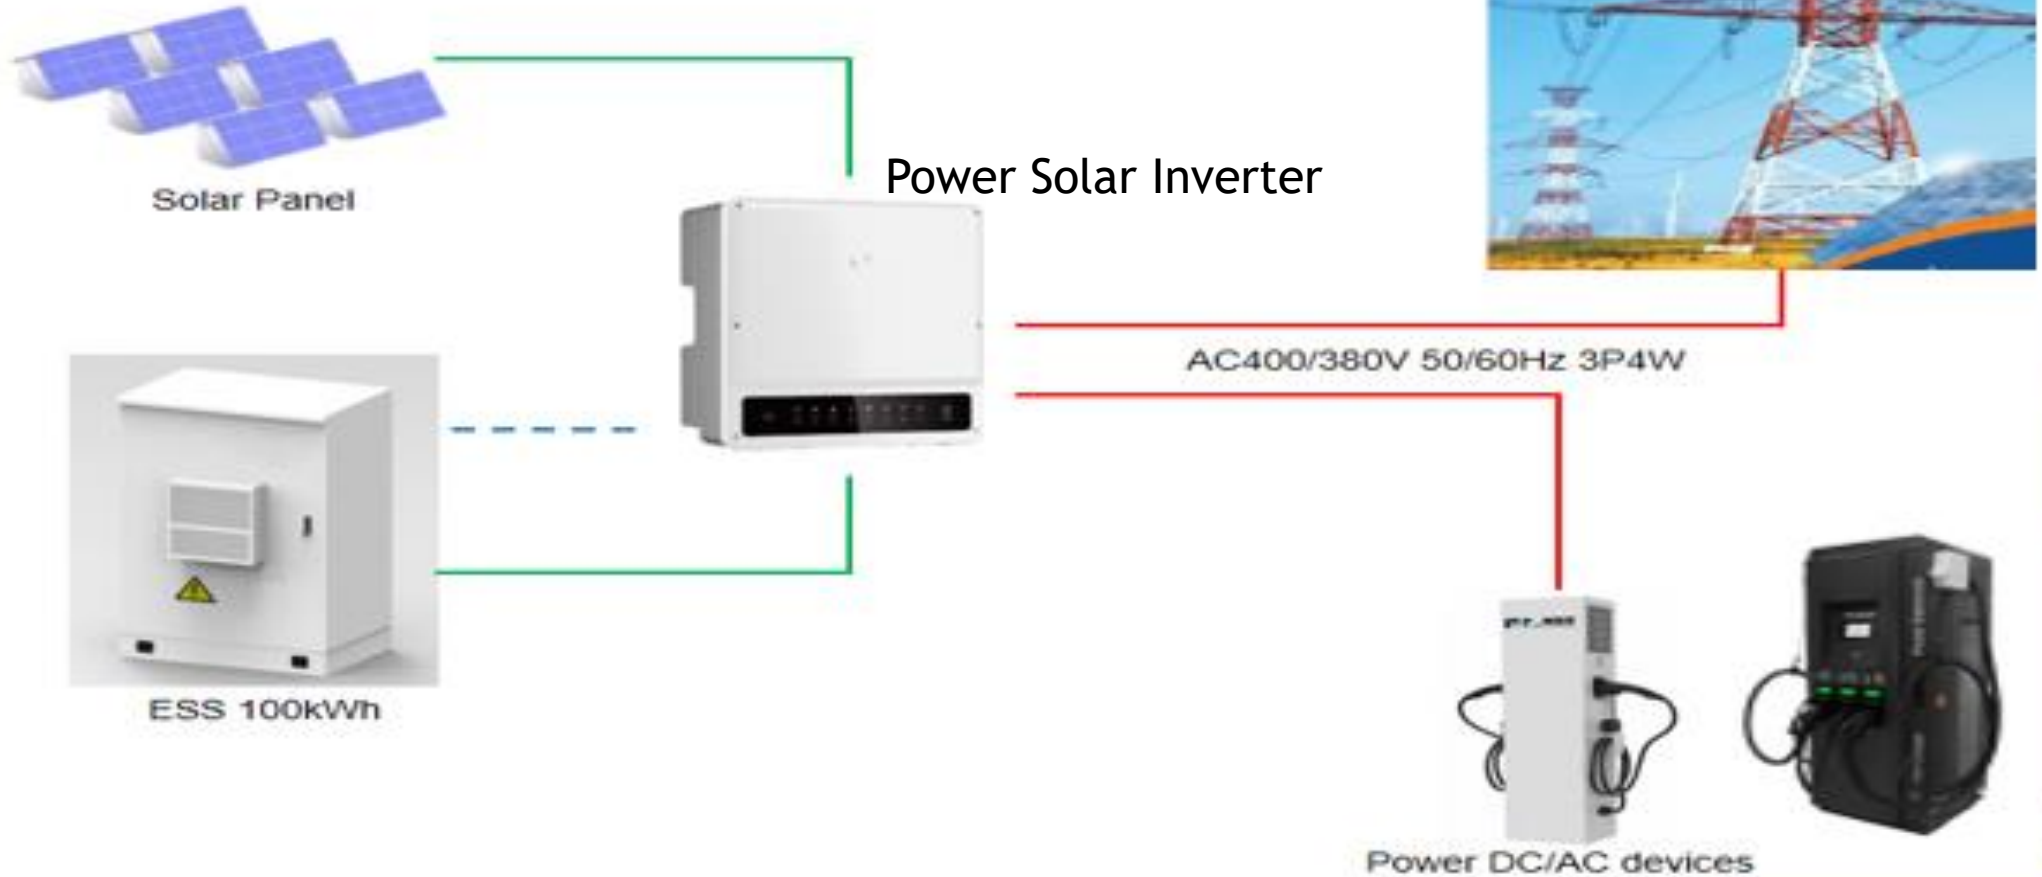 Power Solar Inverter
Solar Panel
AC400/380V 50/60Hz 3P4W
ESS 100kWh
Power DC/AC devices